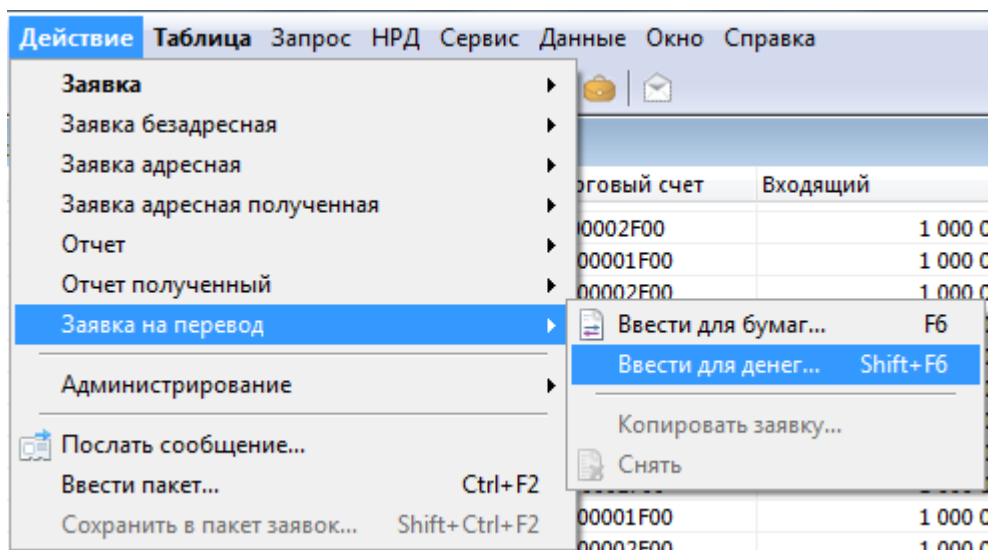 Действие Таблица Запрос НРД Сервис Данные Окно Справка
Заявка
Заявка безадресная
Заявка адресная
Заявка адресная полученная
Отчет
Отчет полученный
Заявка на перевод
Администрирование
Послать сообщение...
Ввести пакет... Ctrl+F2
Сохранить в пакет заявок... Shift+Ctrl+F2
счет Входящий
0002F00 1 000 0
00001F00 1 000 0
00002F00 1 000 0
Ввести для бумаг... F6
Ввести для денег... Shift+F6
Копировать заявку...
Снять
00001F00 1 000 0
00002F00 1 000 0